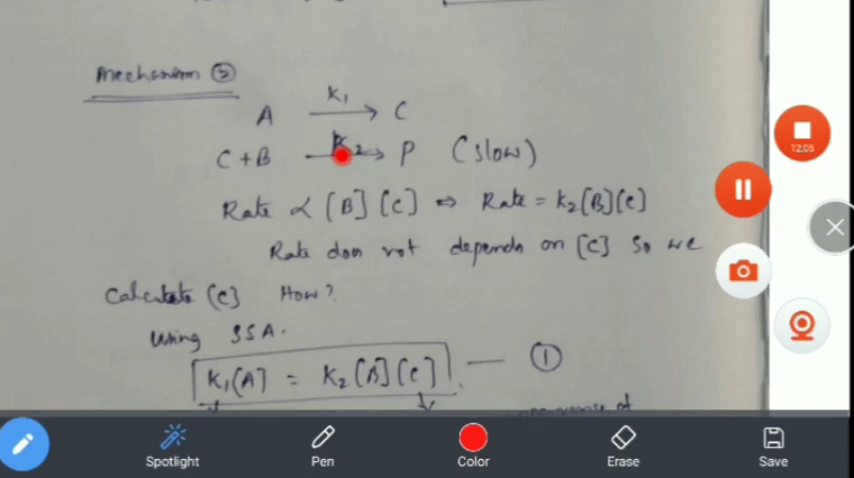 Mechanism ③
A K₁ → C
C + B K₂ → P (Slow)
Rate ∝ [B] [C] ⇒ Rate = K₂[B][C]
Rate does not depends on [C] So we
Calculate [C] How?
Using SSA.
K₁[A] = K₂[B][C] — ①
of
12:05
Spotlight
Pen
Color
Erase
Save